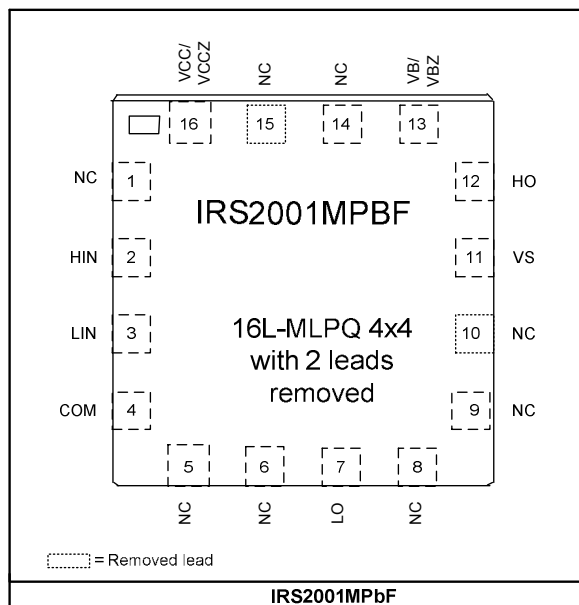 VCC/
VCCZ
NC
NC
VB/
VBZ
16
15
14
13
NC
1
12
HO
IRS2001MPBF
HIN
2
11
VS
LIN
3
16L-MLPQ 4x4
10
NC
with 2 leads
removed
COM
4
9
NC
5
6
7
8
NC
NC
LO
NC
= Removed lead
IRS2001MPbF